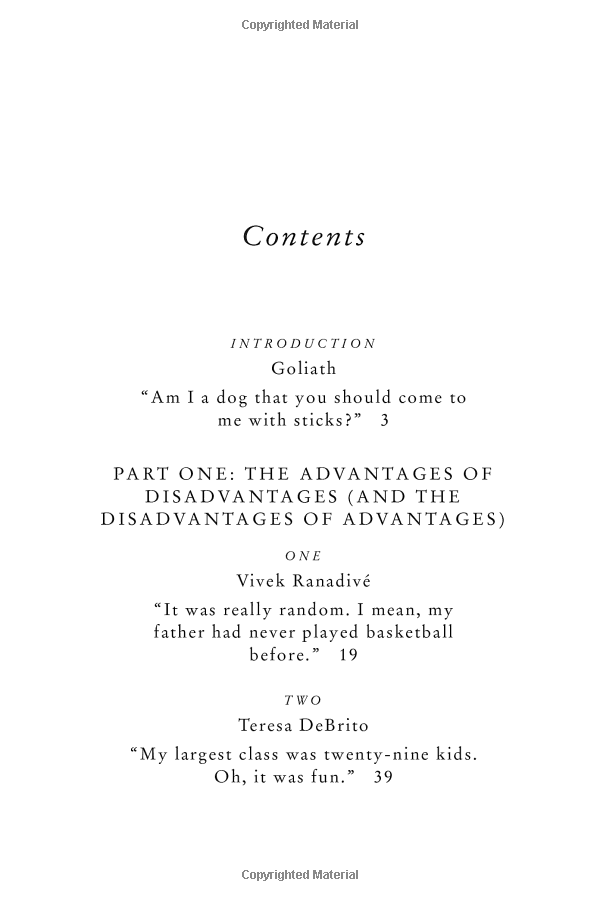 Copyrighted Material
Contents
INTRODUCTION
Goliath
“Am I a dog that you should come to
me with sticks?” 3
PART ONE: THE ADVANTAGES OF
DISADVANTAGES (AND THE
DISADVANTAGES OF ADVANTAGES)
ONE
Vivek Ranadivé
“It was really random. I mean, my
father had never played basketball
before.” 19
TWO
Teresa DeBrito
“My largest class was twenty-nine kids.
Oh, it was fun.” 39
Copyrighted Material